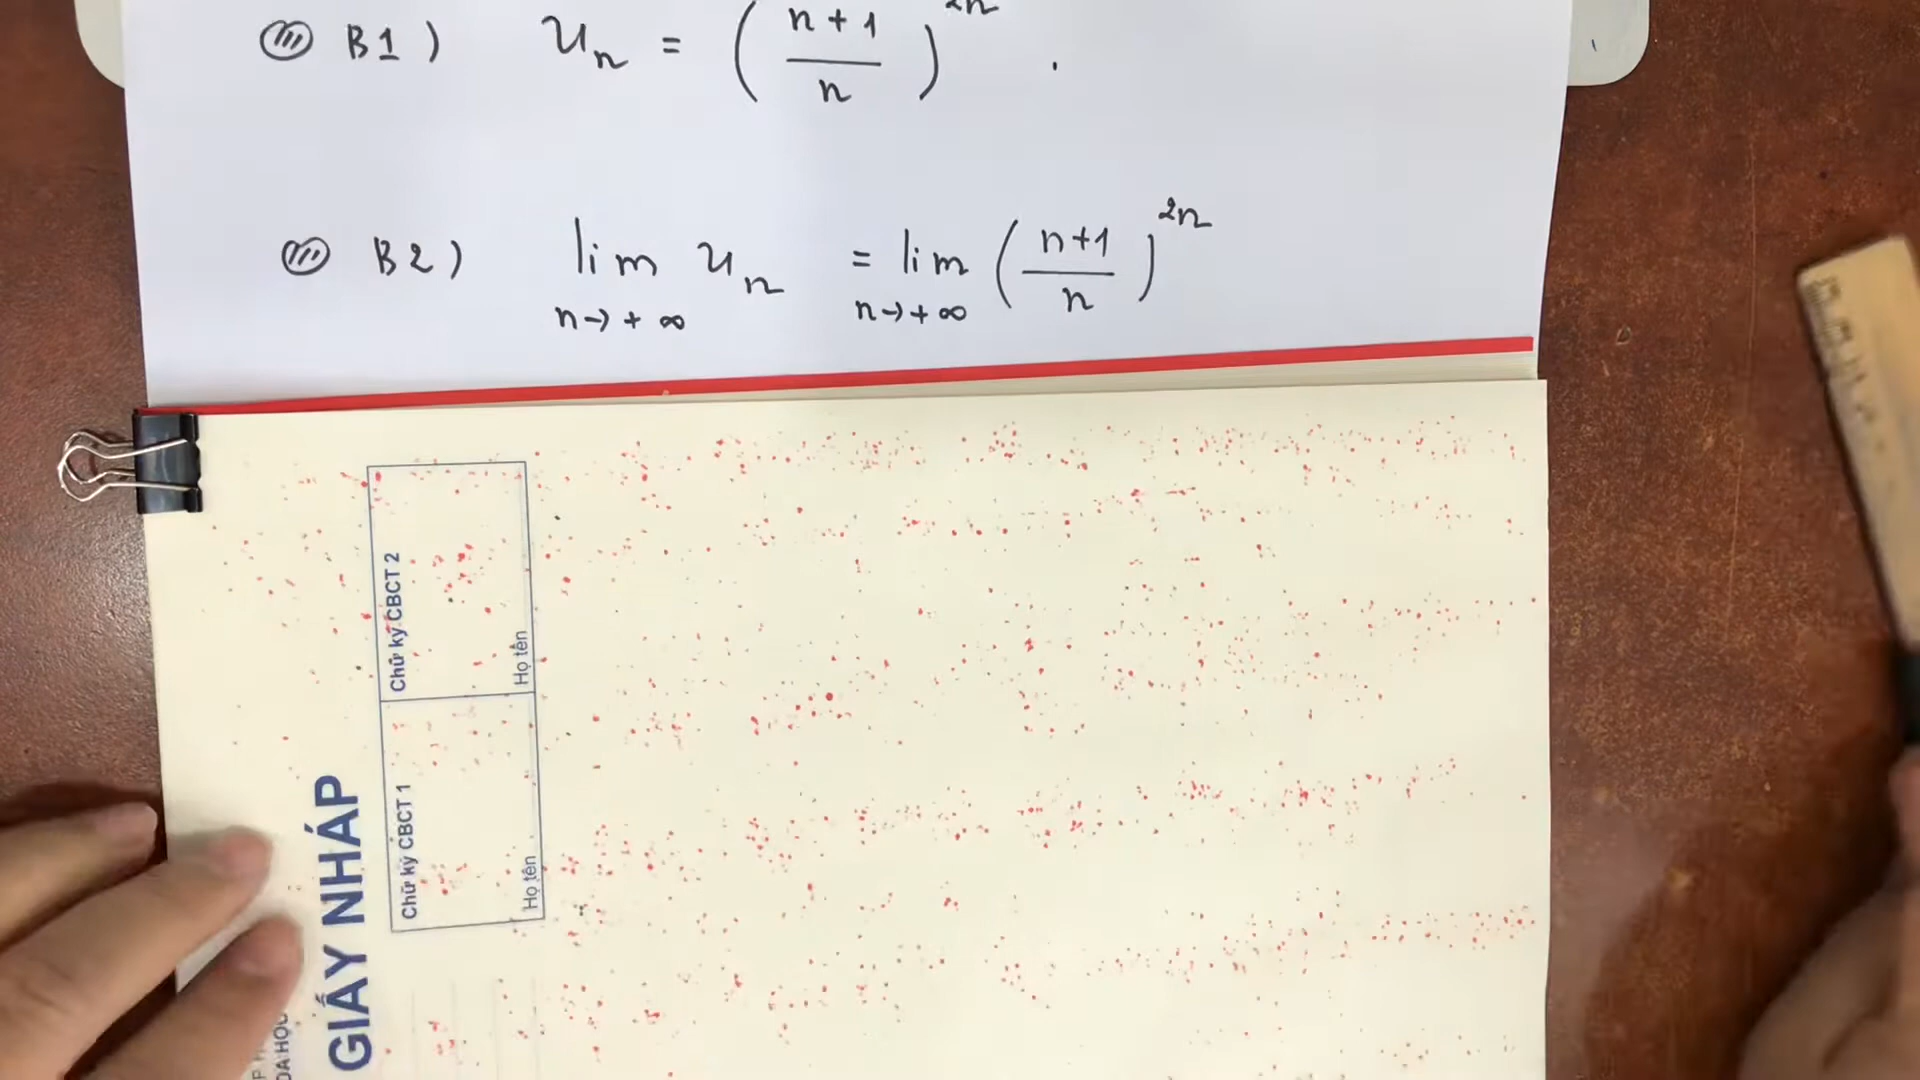 B1) u_n = ( (n+1)/n )^{2n} .
B2) lim_{n→+∞} u_n = lim_{n→+∞} ( (n+1)/n )^{2n}
Chữ ký CBCT 2
Họ tên
Chữ ký CBCT 1
Họ tên
GIẤY NHÁP